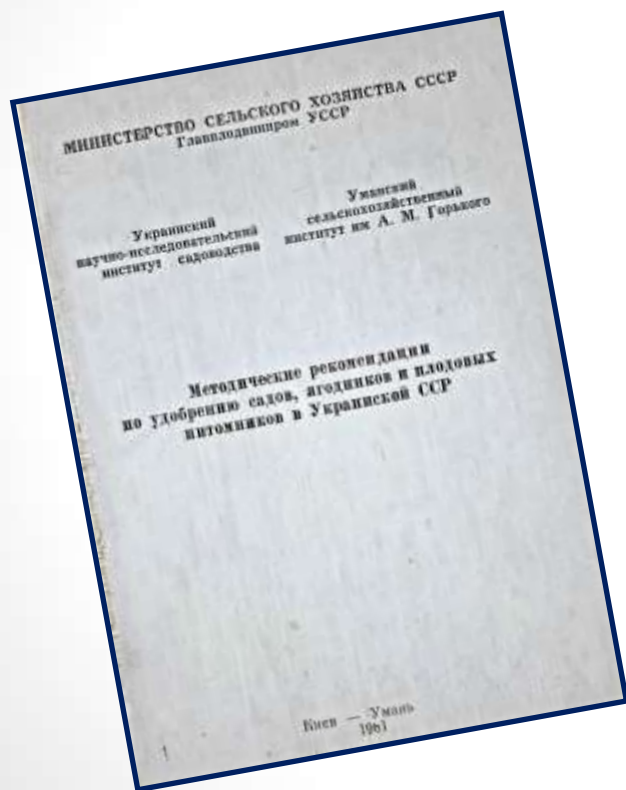 МИНИСТЕРСТВО СЕЛЬСКОГО ХОЗЯЙСТВА СССР
Главплодвинпром УССР
Украинский
научно-исследовательский
институт садоводства
Уманский
сельскохозяйственный
институт им А. М. Горького
Методические рекомендации
по удобрению садов, ягодников и плодовых
питомников в Украинской ССР
Киев — Умань